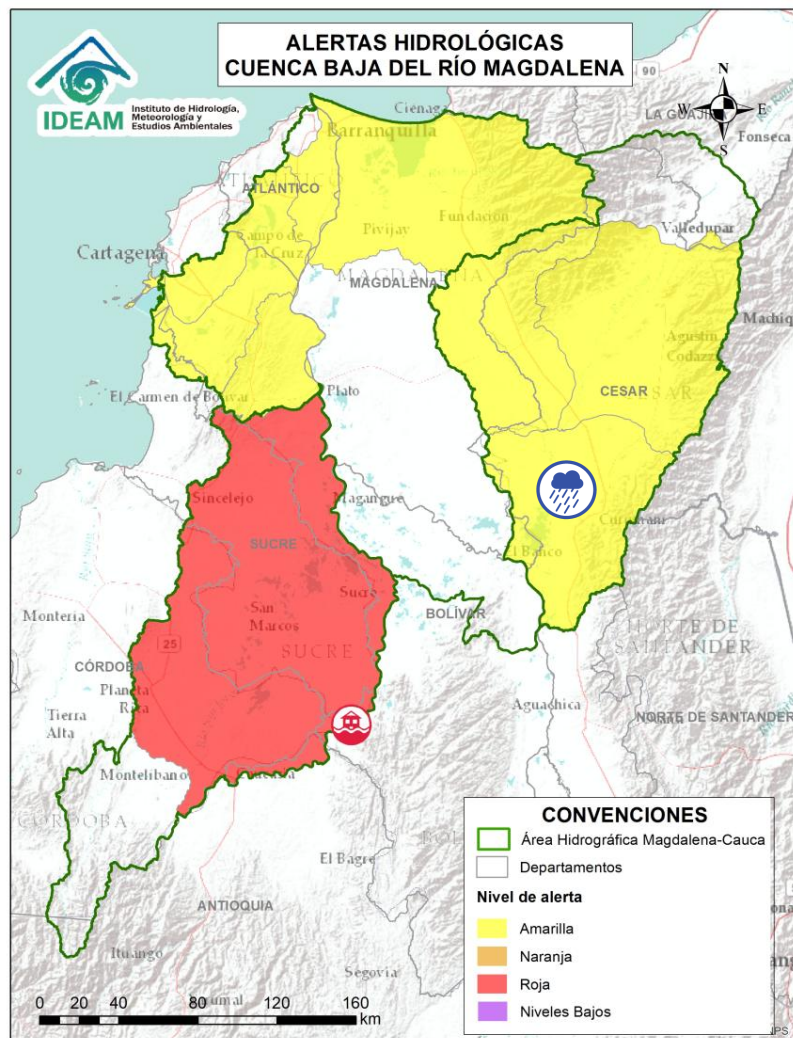 ALERTAS HIDROLÓGICAS
CUENCA BAJA DEL RÍO MAGDALENA
IDEAM
Instituto de Hidrología,
Meteorología y
Estudios Ambientales
N
W
E
S
90
LA GUAJIRA
Ciénaga
Barranquilla
Fonseca
ATLÁNTICO
Valledupar
Cartagena
Campo de
la Cruz
Pivijay
Fundación
MAGDALENA
MAGDALENA
Agustín
Codazzi
CESAR
El Carmen de Bolívar
Plato
Sincelejo
Magangue
SUCRE
Curumaní
El Banco
Montería
San
Marcos
Sucre
BOLÍVAR
SUCRE
25
NORTE DE
SANTANDER
CÓRDOBA
Planeta
Rica
Tierra
Alta
Aguachica
NORTE DE SANTANDER
Montelíbano
CÓRDOBA
El Bagre
ANTIOQUIA
Ituango
Segovia
0 20 40 80 120 160
km
CONVENCIONES
Área Hidrográfica Magdalena-Cauca
Departamentos
Nivel de alerta
Amarilla
Naranja
Roja
Niveles Bajos